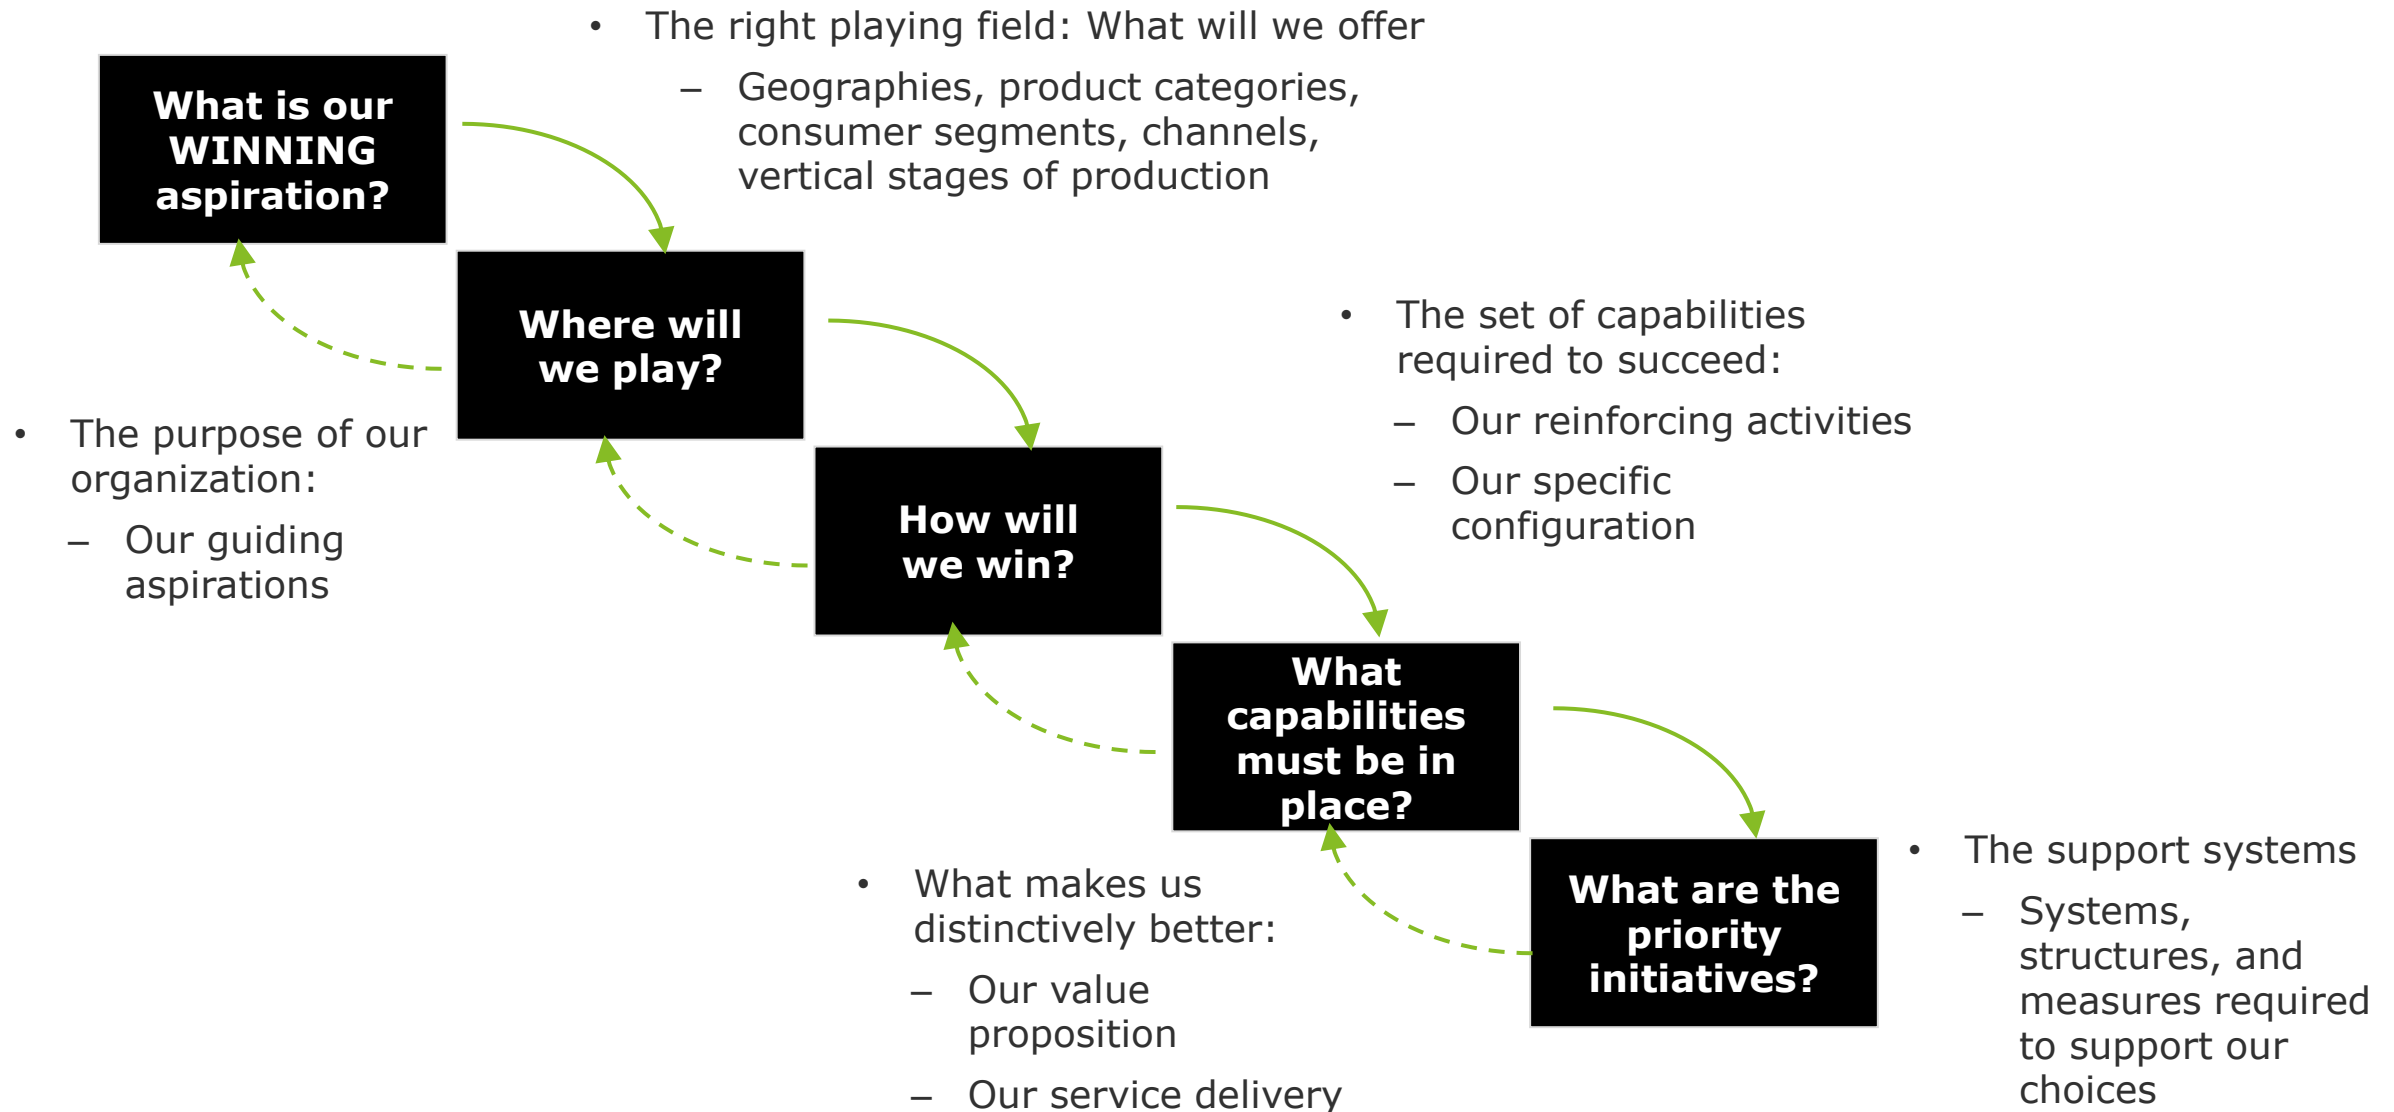 • The right playing field: What will we offer
– Geographies, product categories,
consumer segments, channels,
vertical stages of production
What is our
WINNING
aspiration?
Where will
we play?
• The purpose of our
organization:
– Our guiding
aspirations
How will
we win?
• The set of capabilities
required to succeed:
– Our reinforcing activities
– Our specific
configuration
What
capabilities
must be in
place?
• What makes us
distinctively better:
– Our value
proposition
– Our service delivery
What are the
priority
initiatives?
• The support systems
– Systems,
structures, and
measures required
to support our
choices